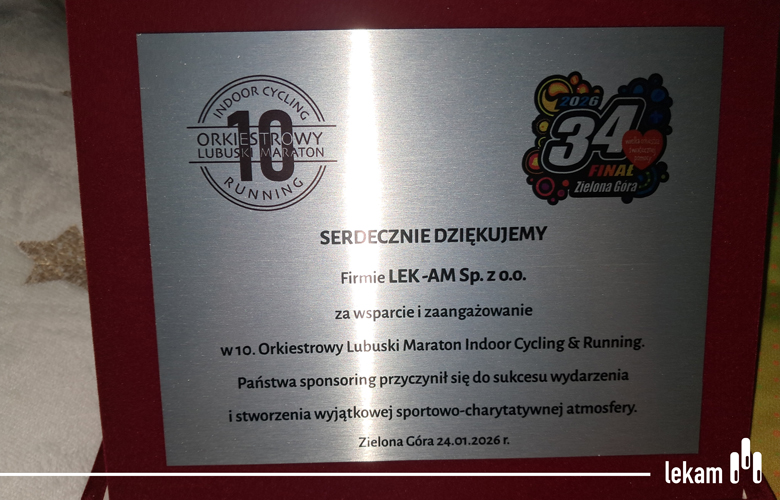 INDOOR CYCLING
10
ORKIESTROWY
LUBUSKI MARATON
RUNNING
2026
34
FINAŁ
Zielona Góra
SERDECZNIE DZIĘKUJEMY
Firmie LEK-AM Sp. z o.o.
za wsparcie i zaangażowanie
w 10. Orkiestrowy Lubuski Maraton Indoor Cycling & Running.
Państwa sponsoring przyczynił się do sukcesu wydarzenia
i stworzenia wyjątkowej sportowo-charytatywnej atmosfery.
Zielona Góra 24.01.2026 r.
lekam